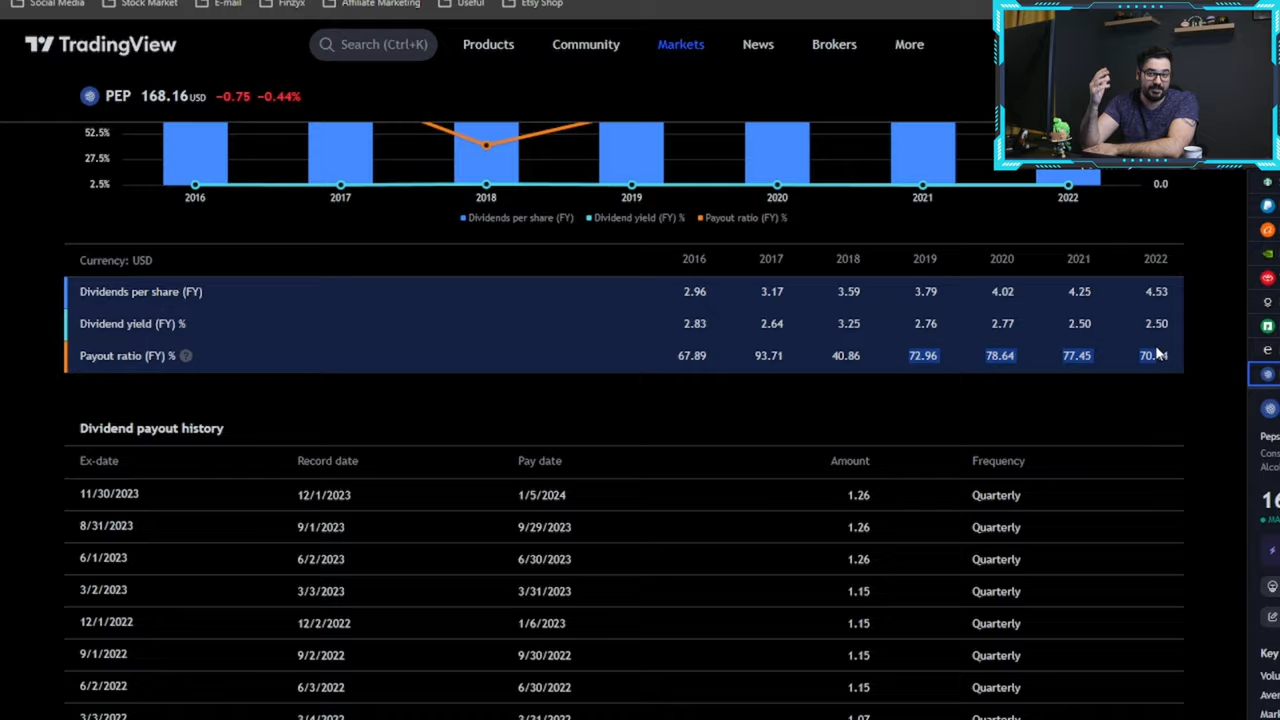 Social Media Stock Market E-mail Finzyx Affiliate Marketing Useful Etsy Shop
TradingView Search (Ctrl+K) Products Community Markets News Brokers More
PEP 168.16 USD −0.75 −0.44%
52.5%
27.5%
2.5% 0.0
2016 2017 2018 2019 2020 2021 2022
Dividends per share (FY) Dividend yield (FY) % Payout ratio (FY) %
Currency: USD 2016 2017 2018 2019 2020 2021 2022
Dividends per share (FY) 2.96 3.17 3.59 3.79 4.02 4.25 4.53
Dividend yield (FY) % 2.83 2.64 3.25 2.76 2.77 2.50 2.50
Payout ratio (FY) % ? 67.89 93.71 40.86 72.96 78.64 77.45
Dividend payout history
Ex-date Record date Pay date Amount Frequency
11/30/2023 12/1/2023 1/5/2024 1.26 Quarterly
8/31/2023 9/1/2023 9/29/2023 1.26 Quarterly
6/1/2023 6/2/2023 6/30/2023 1.26 Quarterly
3/2/2023 3/3/2023 3/31/2023 1.15 Quarterly
12/1/2022 12/2/2022 1/6/2023 1.15 Quarterly
9/1/2022 9/2/2022 9/30/2022 1.15 Quarterly
6/2/2022 6/3/2022 6/30/2022 1.15 Quarterly
Peps
Cons
Alco
16
MA
Key
Volu
Aver
Mark